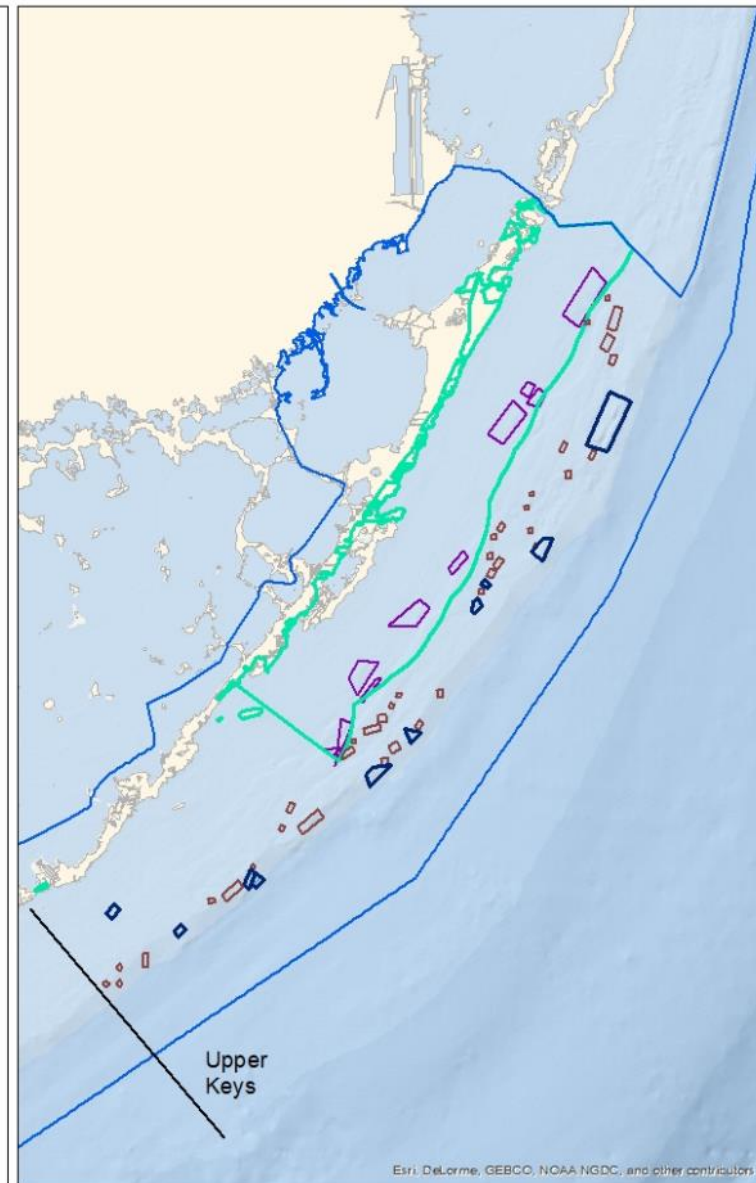 Upper
Keys
Esri, DeLorme, GEBCO, NOAA NGDC, and other contributors